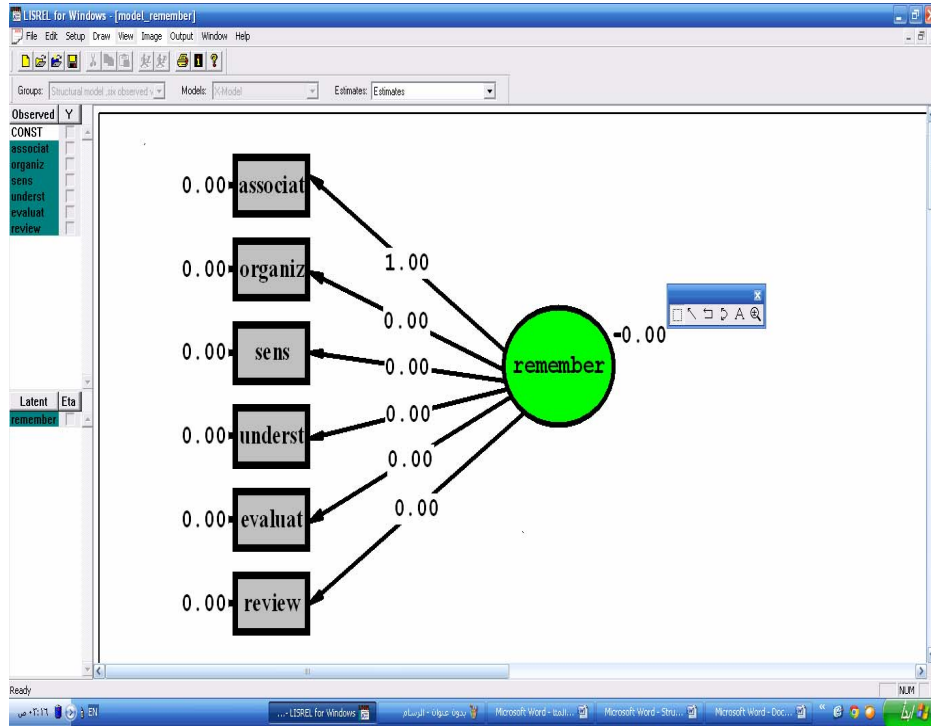 LISREL for Windows - [model_remember]
File Edit Setup Draw View Image Output Window Help
Groups: Structural model ,six observed v Models: X-Model Estimates: Estimates
Observed Y
CONST
associat
organiz
sens
underst
evaluat
review
Latent Eta
remember
0.00 associat
1.00
0.00 organiz
0.00
-0.00
0.00 sens
0.00
remember
0.00
0.00 underst
0.00
0.00
0.00 evaluat
0.00 review
Ready NUM
EN
...- LISREL for Windows
بدون عنوان - الرسام
Microsoft Word
Microsoft Word - Stru...
Microsoft Word - Doc...
ابدأ